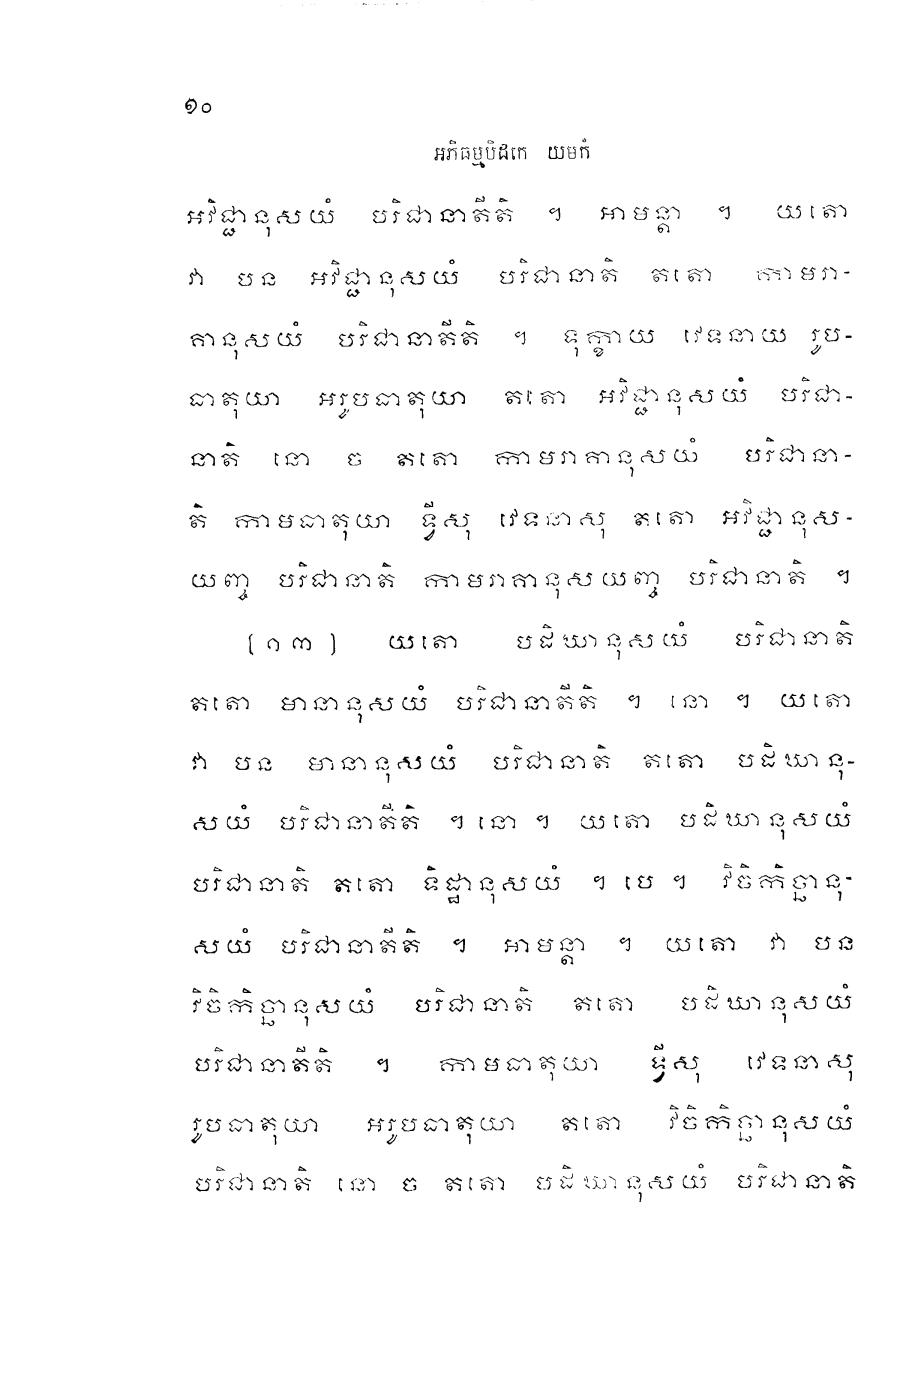 ១០
អភិធម្មបិដកេ យមកំ
អវិជ្ជានុសយំ បរិជានាតីតិ ។ អាមន្តា ។ យតោ
វា បន អវិជ្ជានុសយំ បរិជានាតិ តតោ កាមរា-
គានុសយំ បរិជានាតីតិ ។ ទុក្ខាយ វេទនាយ រូប-
ធាតុយា អរូបធាតុយា តតោ អវិជ្ជានុសយំ បរិជា-
នាតិ នោ ច តតោ កាមរាគានុសយំ បរិជានា-
តិ កាមធាតុយា ទ្វីសុ វេទនាសុ តតោ អវិជ្ជានុស-
យញ្ច បរិជានាតិ កាមរាគានុសយញ្ច បរិជានាតិ ។
(១៣) យតោ បដិឃានុសយំ បរិជានាតិ
តតោ មានានុសយំ បរិជានាតីតិ ។ នោ ។ យតោ
វា បន មានានុសយំ បរិជានាតិ តតោ បដិឃានុ-
សយំ បរិជានាតីតិ ។ នោ ។ យតោ បដិឃានុសយំ
បរិជានាតិ តតោ ទិដ្ឋានុសយំ ។ បេ ។ វិចិកិច្ឆានុ-
សយំ បរិជានាតីតិ ។ អាមន្តា ។ យតោ វា បន
វិចិកិច្ឆានុសយំ បរិជានាតិ តតោ បដិឃានុសយំ
បរិជានាតីតិ ។ កាមធាតុយា ទ្វីសុ វេទនាសុ
រូបធាតុយា អរូបធាតុយា តតោ វិចិកិច្ឆានុសយំ
បរិជានាតិ នោ ច តតោ បដិឃានុសយំ បរិជានាតិ